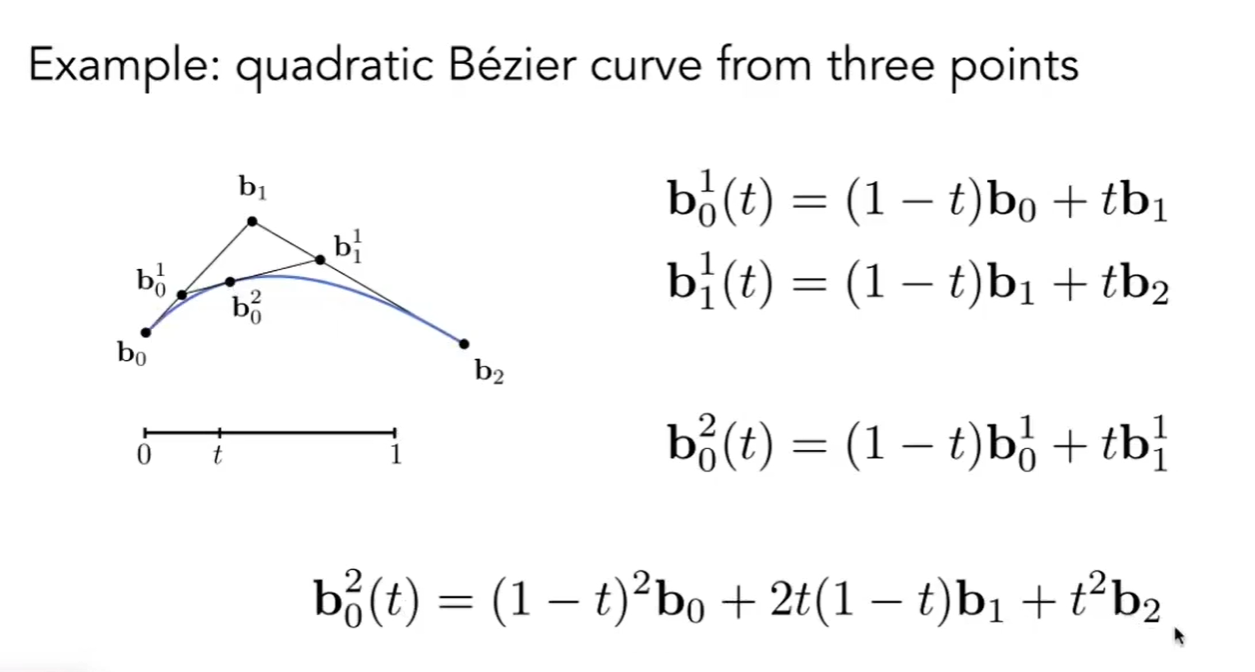 Example: quadratic Bézier curve from three points
b₁
b₁¹
b₀¹
b₀²
b₀
b₂
0 t 1
b₀¹(t) = (1 − t)b₀ + tb₁
b₁¹(t) = (1 − t)b₁ + tb₂
b₀²(t) = (1 − t)b₀¹ + tb₁¹
b₀²(t) = (1 − t)²b₀ + 2t(1 − t)b₁ + t²b₂